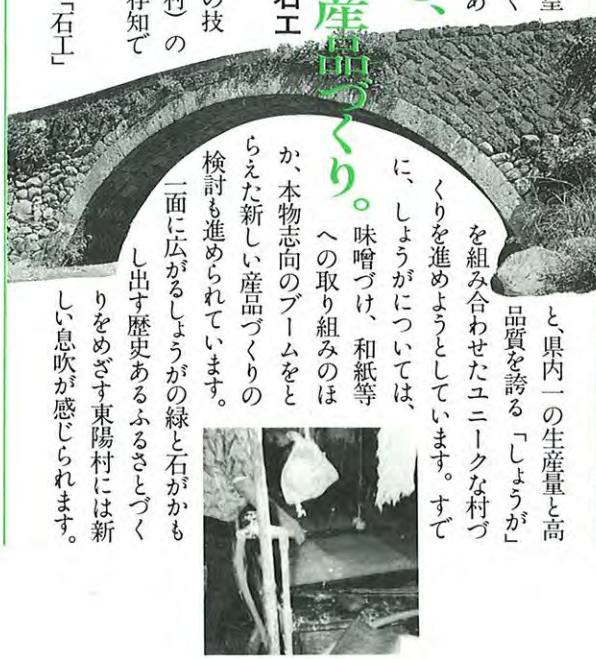 、
産品づくり。
石工
く
あ
の技
村）の
存知で
「石工」
と、県内一の生産量と高
品質を誇る「しょうが」
を組み合わせたユニークな村づ
くりを進めようとしています。すで
に、しょうがについては、
味噌づけ、和紙等
への取り組みのほ
か、本物志向のブームをと
らえた新しい産品づくりの
検討も進められています。
一面に広がるしょうがの緑と石がかも
し出す歴史あるふるさとづく
りをめざす東陽村には新
しい息吹が感じられます。